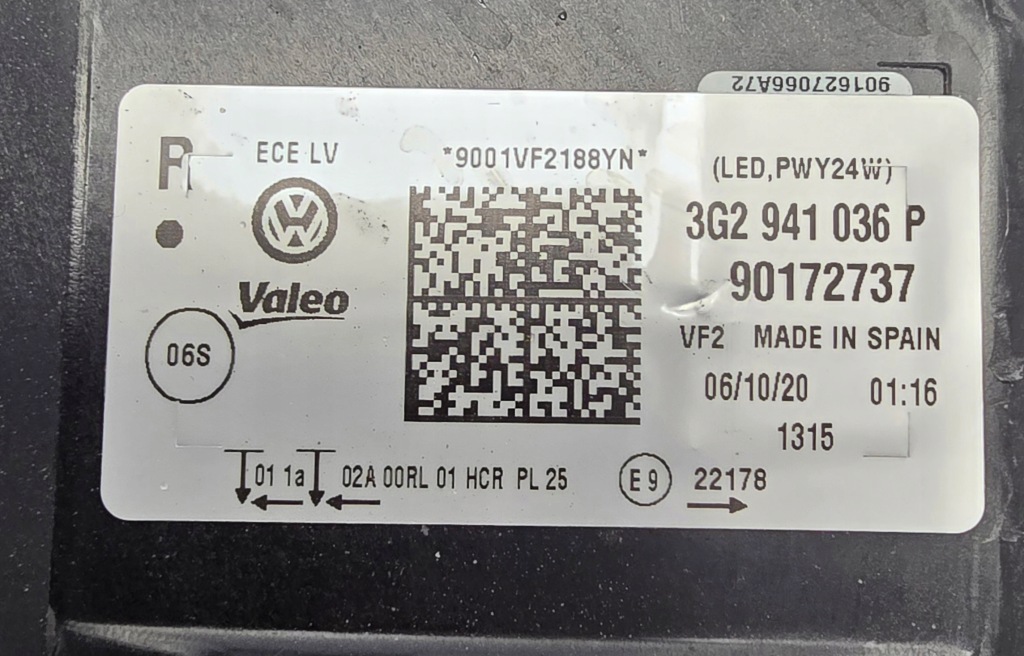 9016627066A72
R ECE LV *9001VF2188YN* (LED,PWY24W)
3G2 941 036 P
Valeo 90172737
06S VF2 MADE IN SPAIN
06/10/20 01:16
1315
01 1a 02A 00RL 01 HCR PL 25 E9 22178